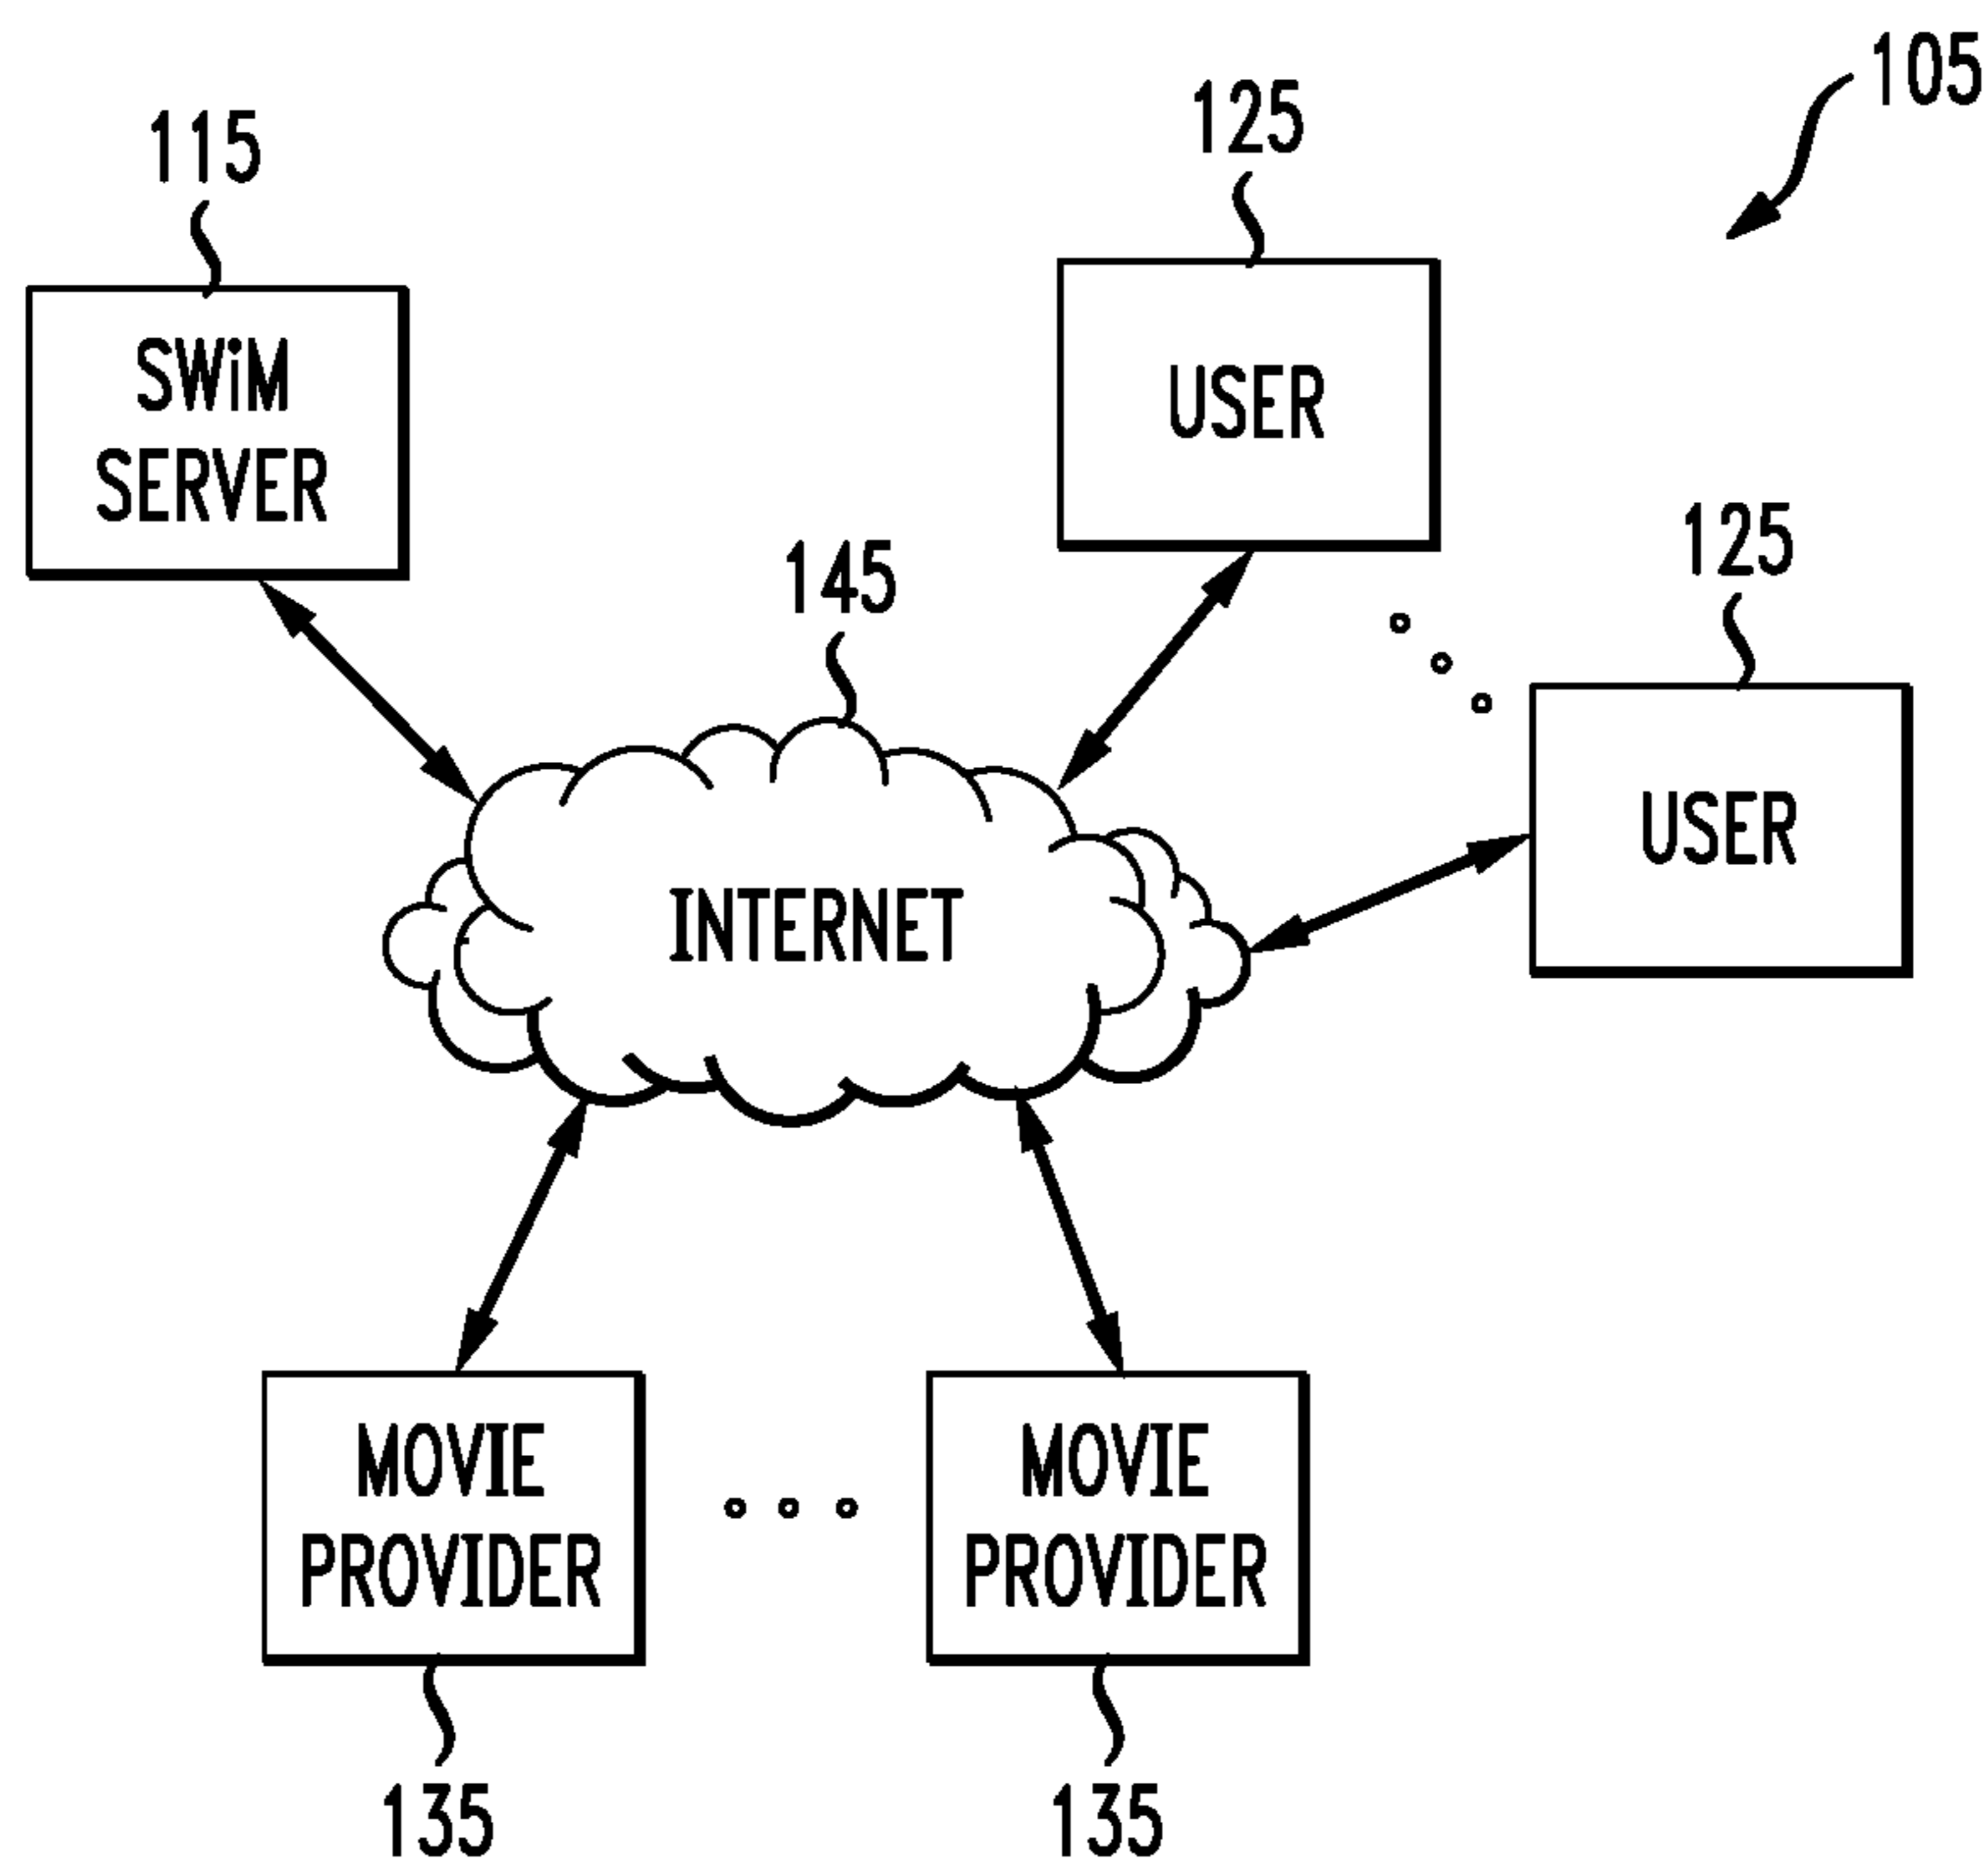 105
115
125
SWiM
SERVER
USER
145
125
USER
INTERNET
MOVIE
PROVIDER
MOVIE
PROVIDER
135
135